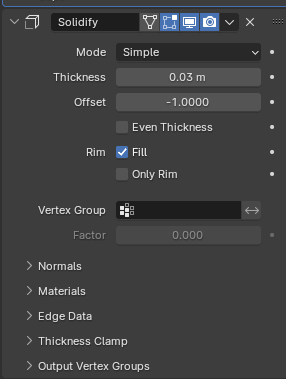 Solidify
Mode Simple
Thickness 0.03 m
Offset -1.0000
Even Thickness
Rim Fill
Only Rim
Vertex Group
Factor 0.000
Normals
Materials
Edge Data
Thickness Clamp
Output Vertex Groups